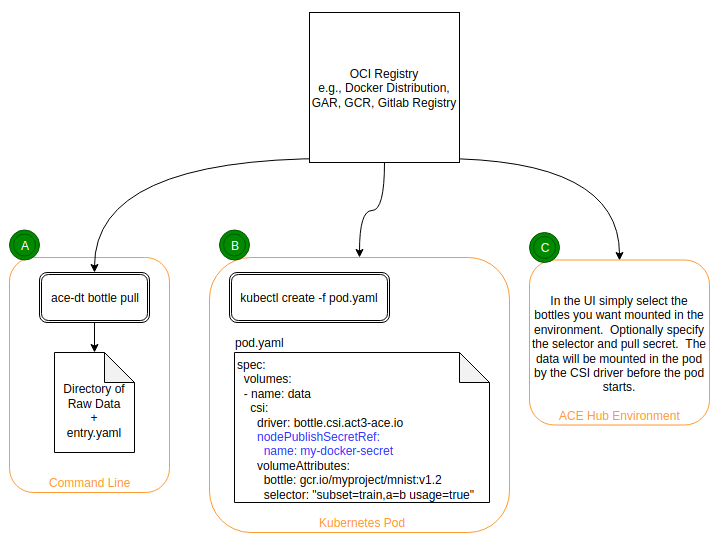 OCI Registry
e.g., Docker Distribution,
GAR, GCR, Gitlab Registry
A
ace-dt bottle pull
Directory of
Raw Data
+
entry.yaml
Command Line
B
kubectl create -f pod.yaml
pod.yaml
spec:
  volumes:
  - name: data
    csi:
      driver: bottle.csi.act3-ace.io
      nodePublishSecretRef:
        name: my-docker-secret
      volumeAttributes:
        bottle: gcr.io/myproject/mnist:v1.2
        selector: "subset=train,a=b usage=true"
Kubernetes Pod
C
In the UI simply select the
bottles you want mounted in the
environment.  Optionally specify
the selector and pull secret.  The
data will be mounted in the pod
by the CSI driver before the pod
starts.
ACE Hub Environment